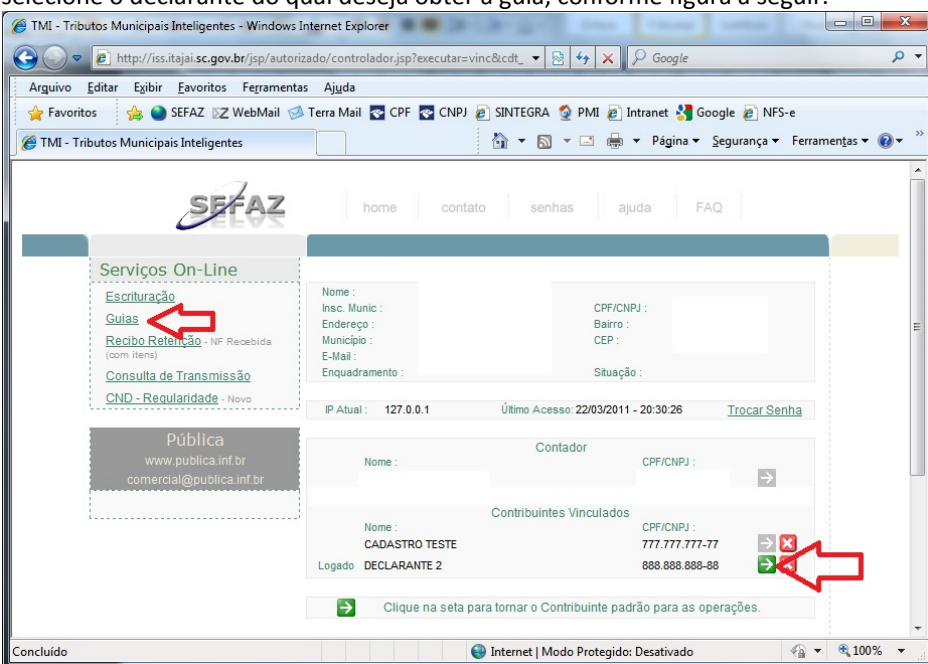 selecione o declarante do qual deseja obter a guia, conforme figura a seguir:
TMI - Tributos Municipais Inteligentes - Windows Internet Explorer
http://iss.itajai.sc.gov.br/jsp/autorizado/controlador.jsp?executar=vinc&cdt_
Google
Arquivo Editar Exibir Favoritos Ferramentas Ajuda
Favoritos SEFAZ WebMail Terra Mail CPF CNPJ SINTEGRA PMI Intranet Google NFS-e
TMI - Tributos Municipais Inteligentes
Página Segurança Ferramentas
SEFAZ
home contato senhas ajuda FAQ
Serviços On-Line
Escrituração
Guias
Recibo Retenção - NF Recebida
(com itens)
Consulta de Transmissão
CND - Regularidade - Novo
Pública
www.publica.inf.br
comercial@publica.inf.br
Nome :
Insc. Munic : CPF/CNPJ :
Endereço : Bairro :
Município : CEP :
E-Mail :
Enquadramento : Situação :
IP Atual : 127.0.0.1 Último Acesso: 22/03/2011 - 20:30:26 Trocar Senha
Contador
Nome : CPF/CNPJ :
Contribuintes Vinculados
Nome : CPF/CNPJ :
CADASTRO TESTE 777.777.777-77
Logado DECLARANTE 2 888.888.888-88
Clique na seta para tornar o Contribuinte padrão para as operações.
Concluído Internet | Modo Protegido: Desativado 100%